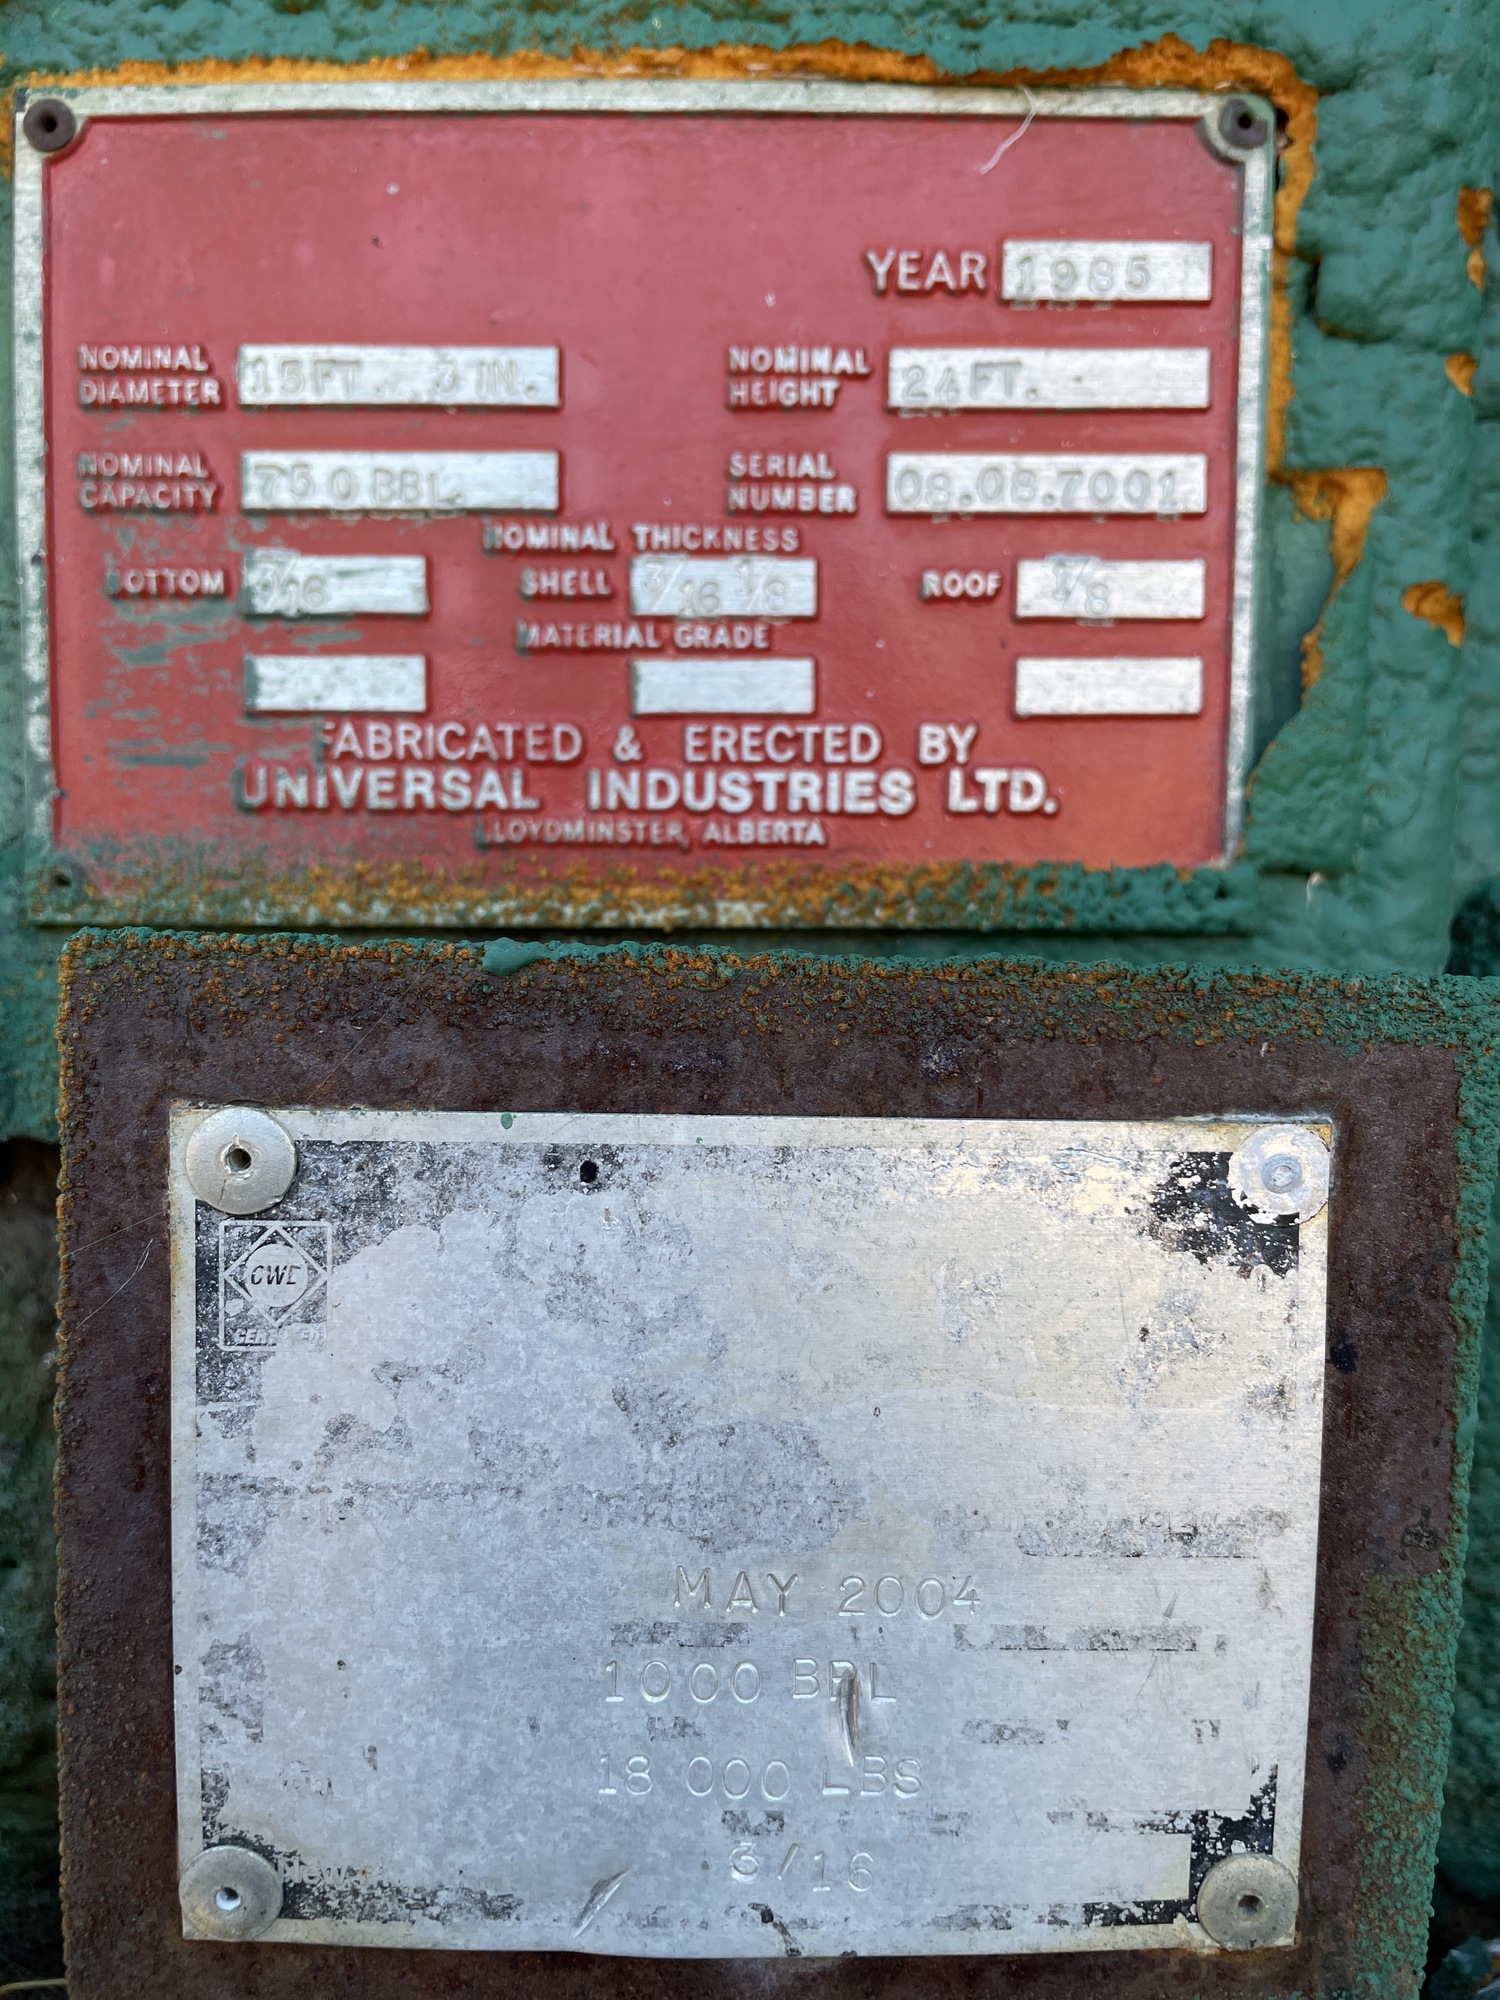 YEAR 1985
NOMINAL DIAMETER 15FT. 3 IN.
NOMINAL HEIGHT 24FT.
NOMINAL CAPACITY 750 BBL.
SERIAL NUMBER 08.08.7001
NOMINAL THICKNESS
BOTTOM 3/16 SHELL 3/16 1/8 ROOF 1/8
MATERIAL GRADE
FABRICATED & ERECTED BY
UNIVERSAL INDUSTRIES LTD.
LLOYDMINSTER, ALBERTA
CWB
MAY 2004
1000 BBL
18 000 LBS
3/16